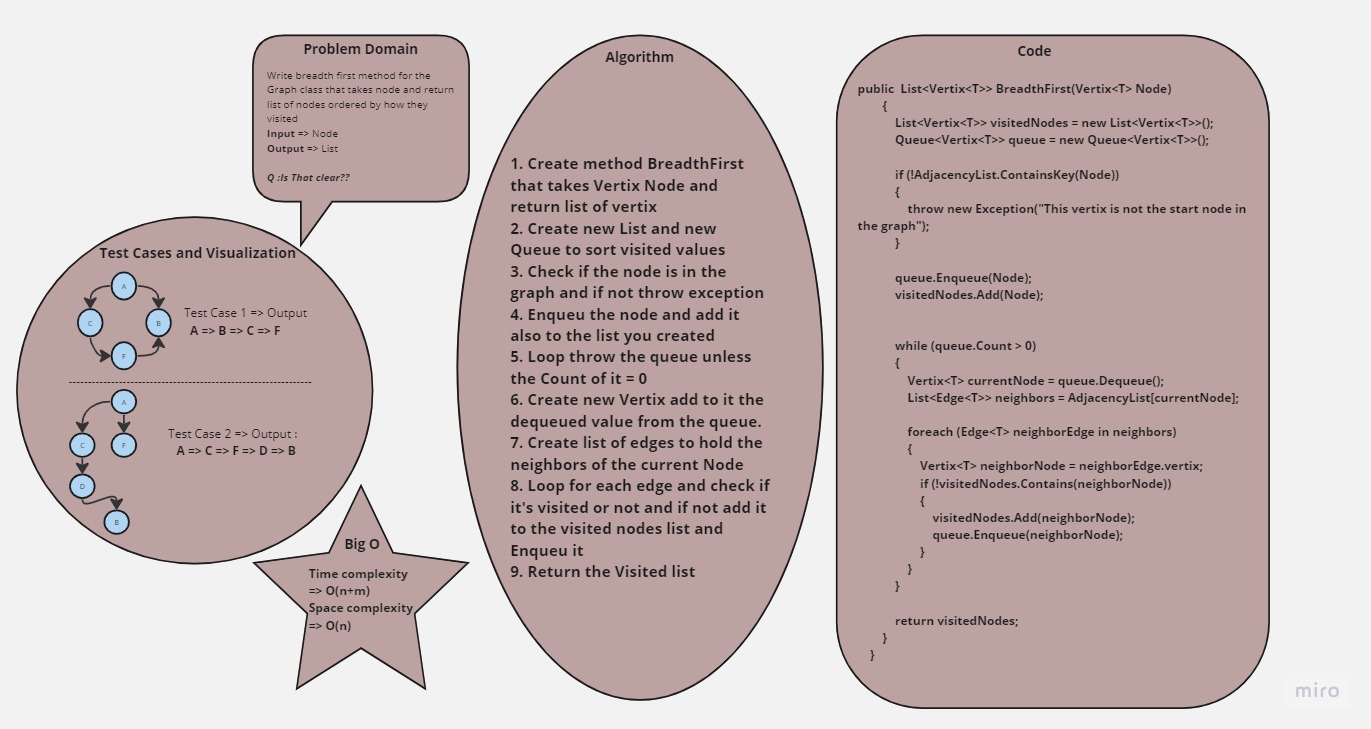 Problem Domain
Write breadth first method for the
Graph class that takes node and return
list of nodes ordered by how they
visited
Input => Node
Output => List
Q :Is That clear??
Test Cases and Visualization
A
C
B
F
Test Case 1 => Output
A => B => C => F
--------------------------------------------------------------
A
C
F
D
B
Test Case 2 => Output :
A => C => F => D => B
Big O
Time complexity
=> O(n+m)
Space complexity
=> O(n)
Algorithm
1. Create method BreadthFirst
that takes Vertix Node and
return list of vertix
2. Create new List and new
Queue to sort visited values
3. Check if the node is in the
graph and if not throw exception
4. Enqueu the node and add it
also to the list you created
5. Loop throw the queue unless
the Count of it = 0
6. Create new Vertix add to it the
dequeued value from the queue.
7. Create list of edges to hold the
neighbors of the current Node
8. Loop for each edge and check if
it's visited or not and if not add it
to the visited nodes list and
Enqueu it
9. Return the Visited list
Code
public  List<Vertix<T>> BreadthFirst(Vertix<T> Node)
{
List<Vertix<T>> visitedNodes = new List<Vertix<T>>();
Queue<Vertix<T>> queue = new Queue<Vertix<T>>();
if (!AdjacencyList.ContainsKey(Node))
{
throw new Exception("This vertix is not the start node in
the graph");
}
queue.Enqueue(Node);
visitedNodes.Add(Node);
while (queue.Count > 0)
{
Vertix<T> currentNode = queue.Dequeue();
List<Edge<T>> neighbors = AdjacencyList[currentNode];
foreach (Edge<T> neighborEdge in neighbors)
{
Vertix<T> neighborNode = neighborEdge.vertix;
if (!visitedNodes.Contains(neighborNode))
{
visitedNodes.Add(neighborNode);
queue.Enqueue(neighborNode);
}
}
}
return visitedNodes;
}
}
miro